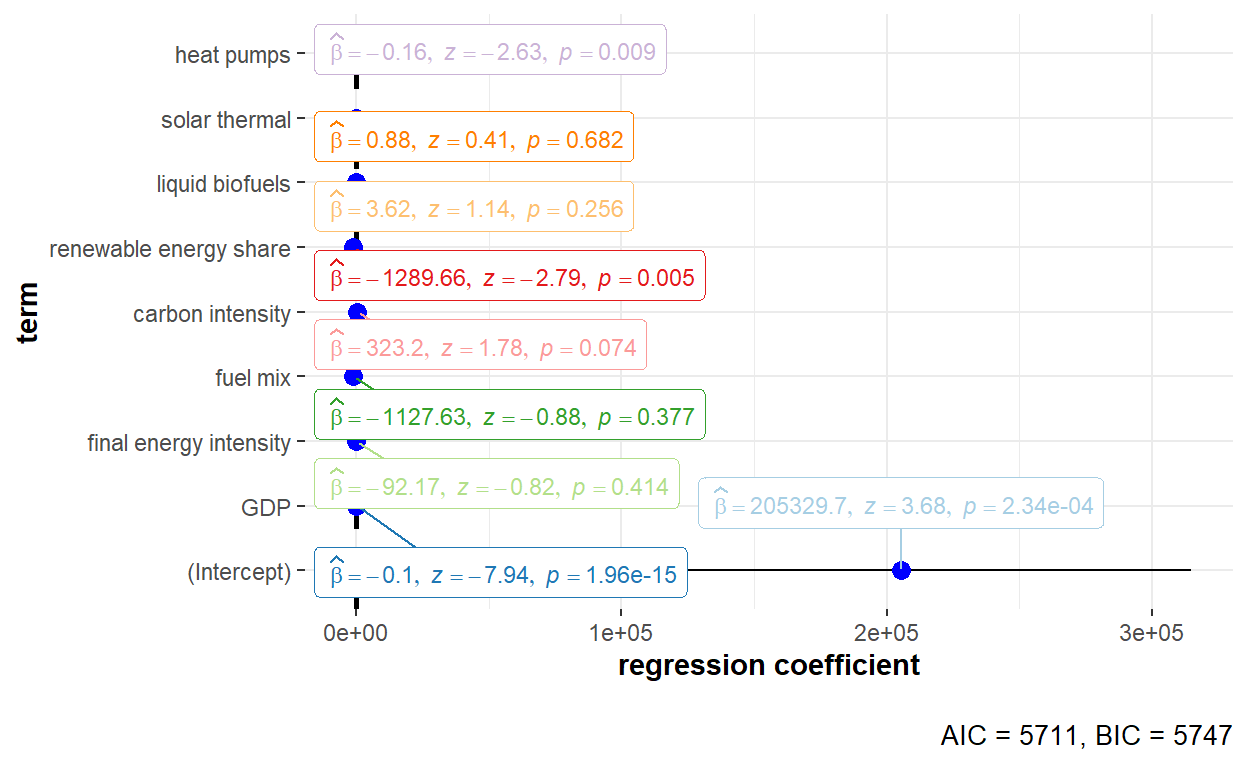 heat pumps
β̂ = −0.16, z = −2.63, p = 0.009
solar thermal
β̂ = 0.88, z = 0.41, p = 0.682
liquid biofuels
β̂ = 3.62, z = 1.14, p = 0.256
renewable energy share
β̂ = −1289.66, z = −2.79, p = 0.005
carbon intensity
β̂ = 323.2, z = 1.78, p = 0.074
fuel mix
β̂ = −1127.63, z = −0.88, p = 0.377
final energy intensity
β̂ = −92.17, z = −0.82, p = 0.414
GDP
β̂ = 205329.7, z = 3.68, p = 2.34e-04
(Intercept)
β̂ = −0.1, z = −7.94, p = 1.96e-15
term
0e+00 1e+05 2e+05 3e+05
regression coefficient
AIC = 5711, BIC = 5747